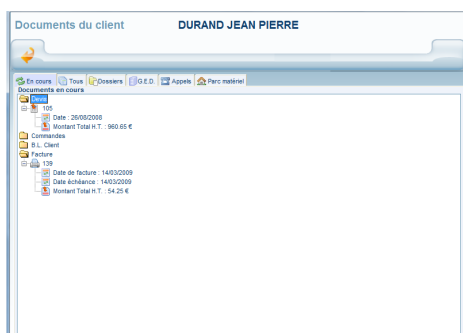 Documents du client DURAND JEAN PIERRE
En cours Tous Dossiers G.E.D. Appels Parc matériel
Documents en cours
Devis
105
Date : 26/08/2008
Montant Total H.T. : 960.65 €
Commandes
B.L. Client
Facture
139
Date de facture : 14/03/2009
Date échéance : 14/03/2009
Montant Total H.T. : 54.25 €